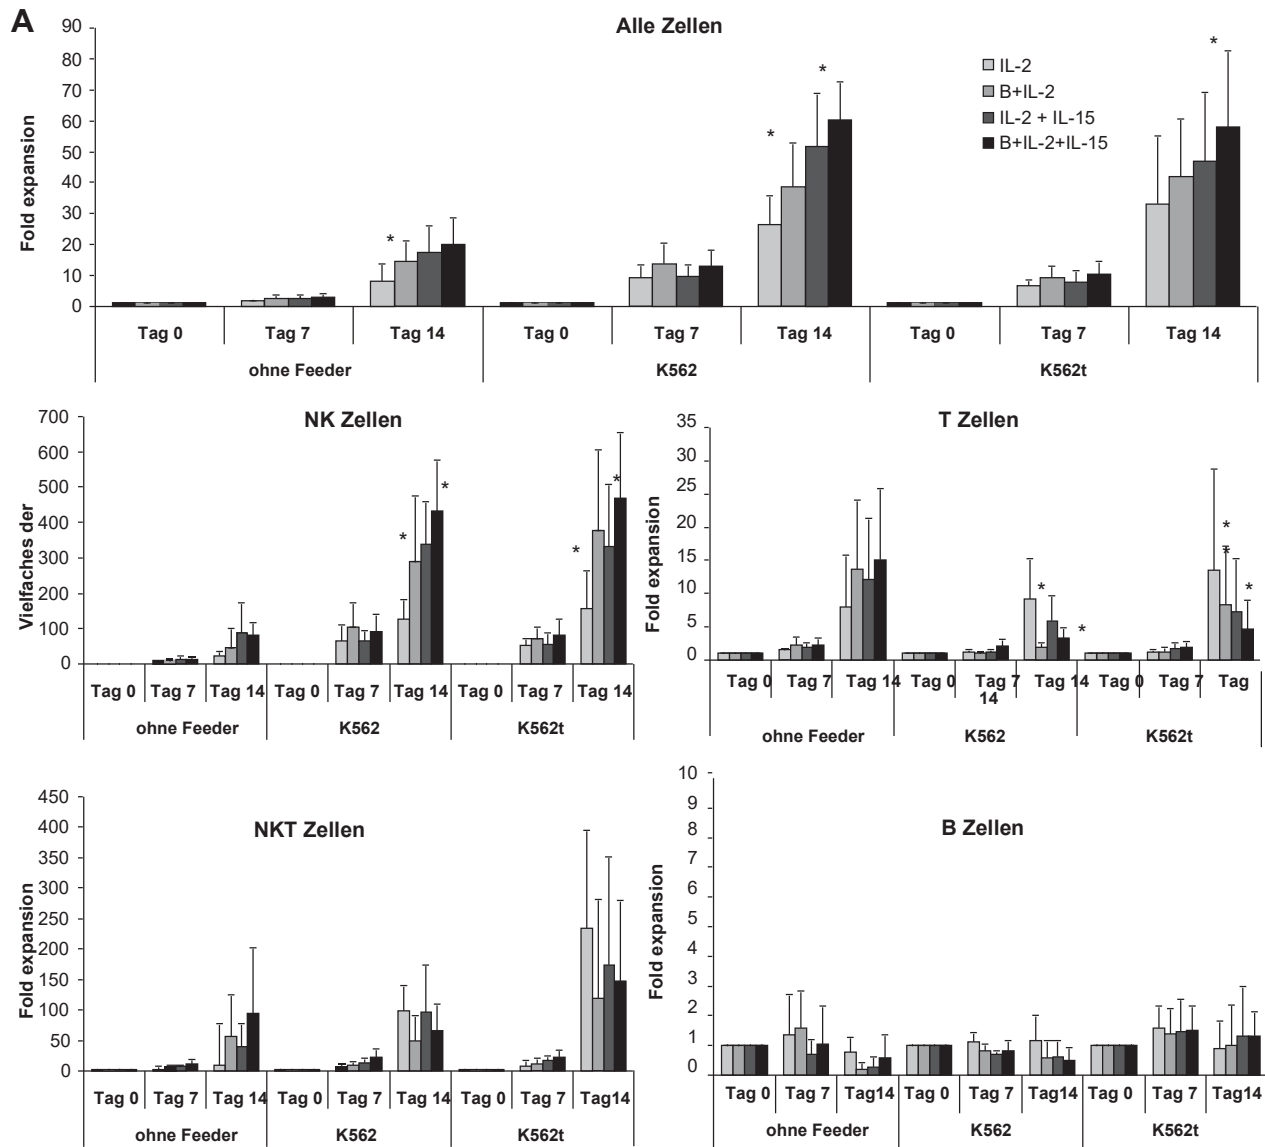 A
Alle Zellen
Fold expansion
90
80
70
60
50
40
30
20
10
0
* * * * 
IL-2
B+IL-2
IL-2 + IL-15
B+IL-2+IL-15
Tag 0 Tag 7 Tag 14 Tag 0 Tag 7 Tag 14 Tag 0 Tag 7 Tag 14
ohne Feeder K562 K562t
NK Zellen
Vielfaches der
700
600
500
400
300
200
100
0
* * * *
Tag 0 Tag 7 Tag 14 Tag 0 Tag 7 Tag 14 Tag 0 Tag 7 Tag 14
ohne Feeder K562 K562t
T Zellen
Fold expansion
35
30
25
20
15
10
5
0
* * * * *
Tag 0 Tag 7 Tag 14 Tag 0 Tag 7 Tag 14 Tag 0 Tag 7 Tag
14
ohne Feeder K562 K562t
NKT Zellen
Fold expansion
450
400
350
300
250
200
150
100
50
0
Tag 0 Tag 7 Tag 14 Tag 0 Tag 7 Tag 14 Tag 0 Tag 7 Tag14
ohne Feeder K562 K562t
B Zellen
Fold expansion
10
9
8
7
6
5
4
3
2
1
0
Tag 0 Tag 7 Tag14 Tag 0 Tag 7 Tag14 Tag 0 Tag 7 Tag14
ohne Feeder K562 K562t